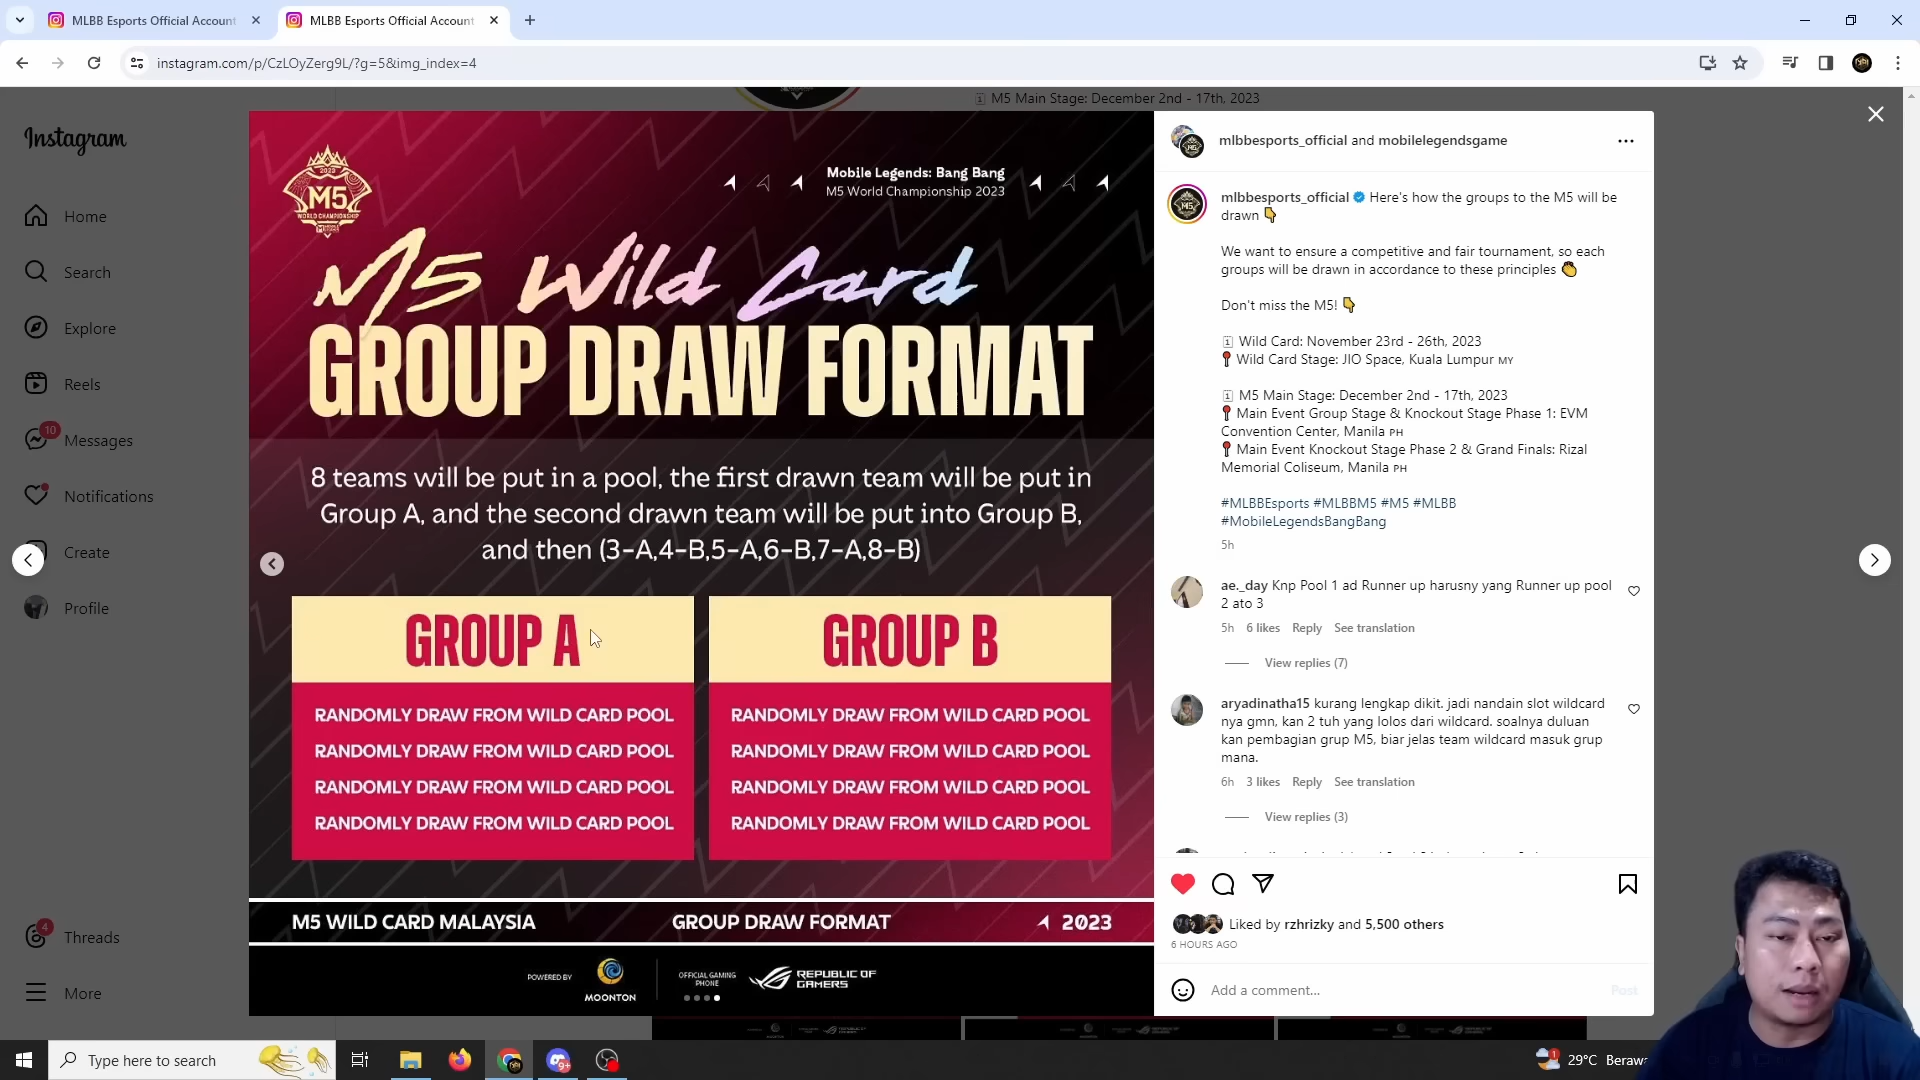 MLBB Esports Official Account
MLBB Esports Official Account
instagram.com/p/CzLOyZerg9L/?g=5&img_index=4
Instagram
Home
Search
Explore
Reels
10
Messages
Notifications
Create
Profile
4
Threads
More
M5 Main Stage: December 2nd - 17th, 2023
2023
M5
WORLD CHAMPIONSHIP
Mobile Legends: Bang Bang
M5 World Championship 2023
M5 Wild Card
GROUP DRAW FORMAT
8 teams will be put in a pool, the first drawn team will be put in
Group A, and the second drawn team will be put into Group B,
and then (3-A,4-B,5-A,6-B,7-A,8-B)
GROUP A
RANDOMLY DRAW FROM WILD CARD POOL
RANDOMLY DRAW FROM WILD CARD POOL
RANDOMLY DRAW FROM WILD CARD POOL
RANDOMLY DRAW FROM WILD CARD POOL
GROUP B
RANDOMLY DRAW FROM WILD CARD POOL
RANDOMLY DRAW FROM WILD CARD POOL
RANDOMLY DRAW FROM WILD CARD POOL
RANDOMLY DRAW FROM WILD CARD POOL
M5 WILD CARD MALAYSIA
GROUP DRAW FORMAT
2023
POWERED BY
MOONTON
OFFICIAL GAMING
PHONE
REPUBLIC OF
GAMERS
mlbbesports_official and mobilelegendsgame
mlbbesports_official Here's how the groups to the M5 will be
drawn 👇
We want to ensure a competitive and fair tournament, so each
groups will be drawn in accordance to these principles 👏
Don't miss the M5! 👇
🗓 Wild Card: November 23rd - 26th, 2023
📍 Wild Card Stage: JIO Space, Kuala Lumpur MY
🗓 M5 Main Stage: December 2nd - 17th, 2023
📍 Main Event Group Stage & Knockout Stage Phase 1: EVM
Convention Center, Manila PH
📍 Main Event Knockout Stage Phase 2 & Grand Finals: Rizal
Memorial Coliseum, Manila PH
#MLBBEsports #MLBBM5 #M5 #MLBB
#MobileLegendsBangBang
5h
ae._day Knp Pool 1 ad Runner up harusny yang Runner up pool
2 ato 3
5h 6 likes Reply See translation
View replies (7)
aryadinatha15 kurang lengkap dikit. jadi nandain slot wildcard
nya gmn, kan 2 tuh yang lolos dari wildcard. soalnya duluan
kan pembagian grup M5, biar jelas team wildcard masuk grup
mana.
6h 3 likes Reply See translation
View replies (3)
Liked by rzhrizky and 5,500 others
6 HOURS AGO
Add a comment...
Post
Type here to search
9+
1
29°C Berawa